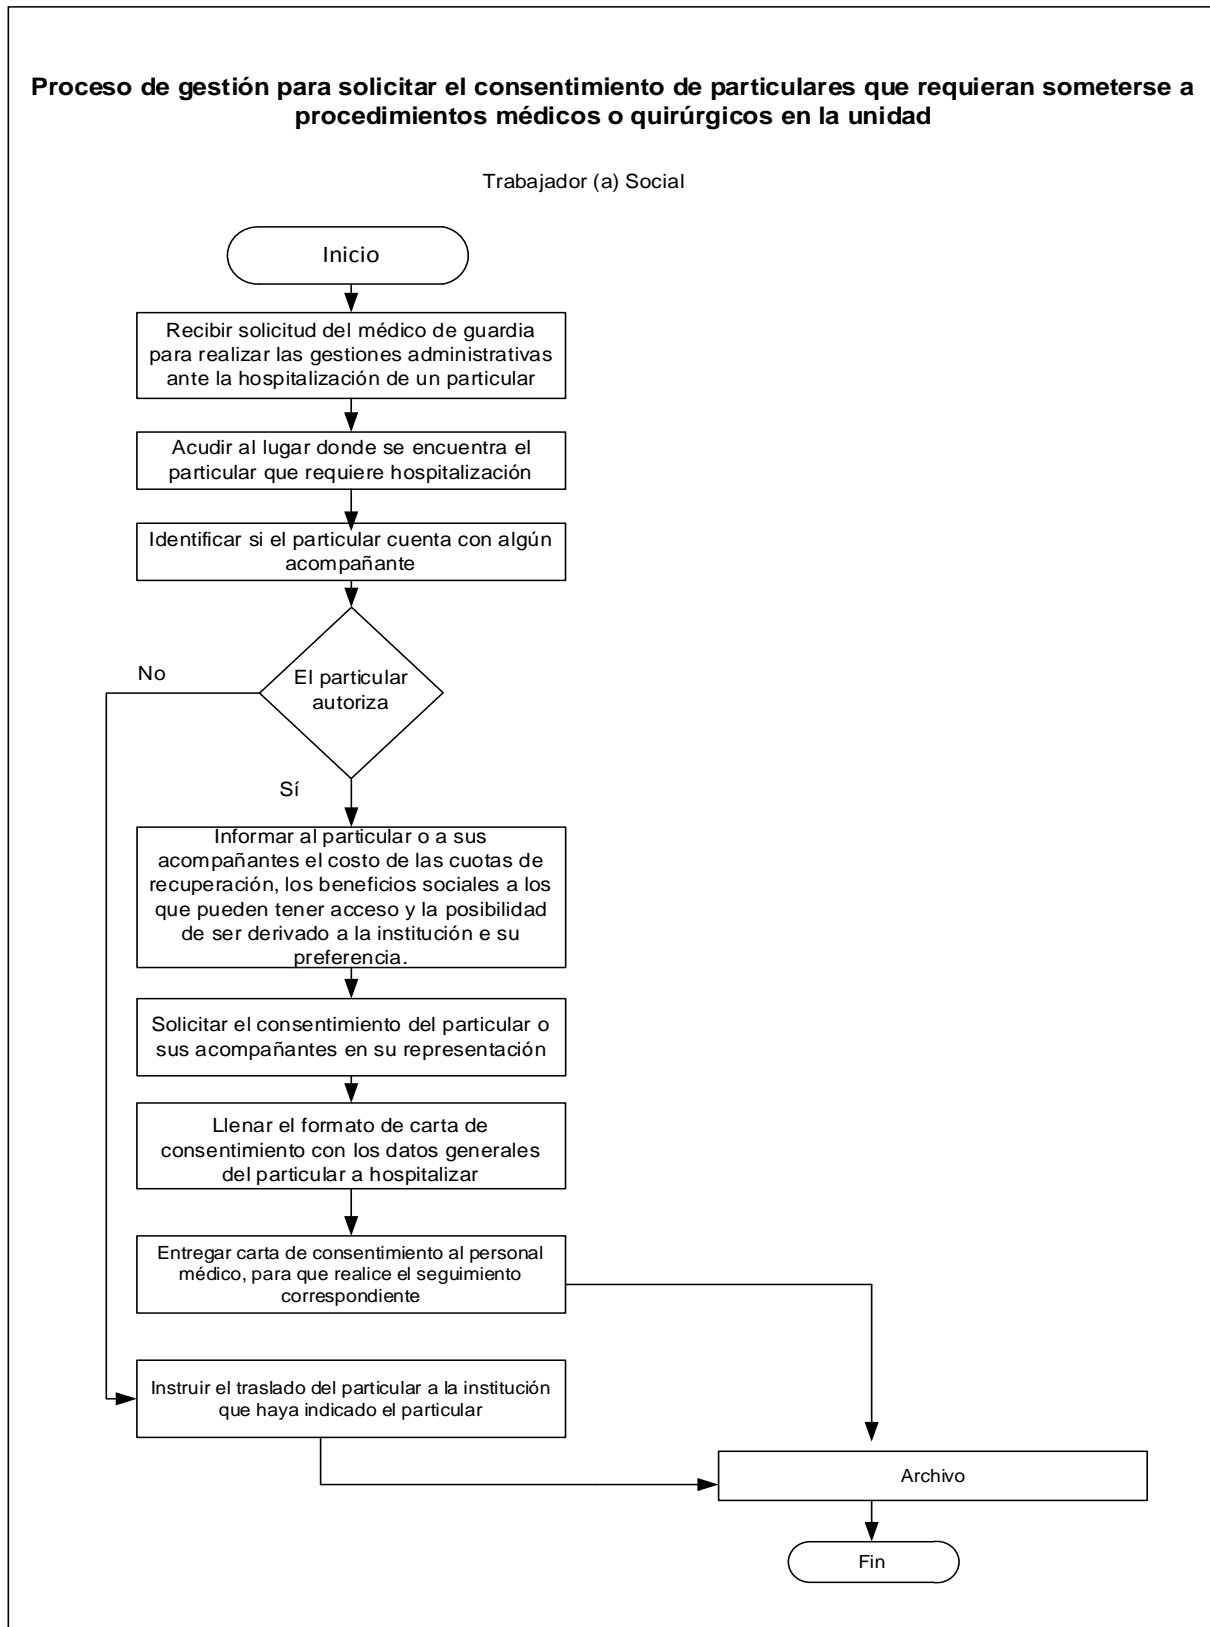 Proceso de gestión para solicitar el consentimiento de particulares que requieran someterse a
procedimientos médicos o quirúrgicos en la unidad
Trabajador (a) Social
Inicio
Recibir solicitud del médico de guardia
para realizar las gestiones administrativas
ante la hospitalización de un particular
Acudir al lugar donde se encuentra el
particular que requiere hospitalización
Identificar si el particular cuenta con algún
acompañante
No
El particular
autoriza
Sí
Informar al particular o a sus
acompañantes el costo de las cuotas de
recuperación, los beneficios sociales a los
que pueden tener acceso y la posibilidad
de ser derivado a la institución e su
preferencia.
Solicitar el consentimiento del particular o
sus acompañantes en su representación
Llenar el formato de carta de
consentimiento con los datos generales
del particular a hospitalizar
Entregar carta de consentimiento al personal
médico, para que realice el seguimiento
correspondiente
Instruir el traslado del particular a la institución
que haya indicado el particular
Archivo
Fin